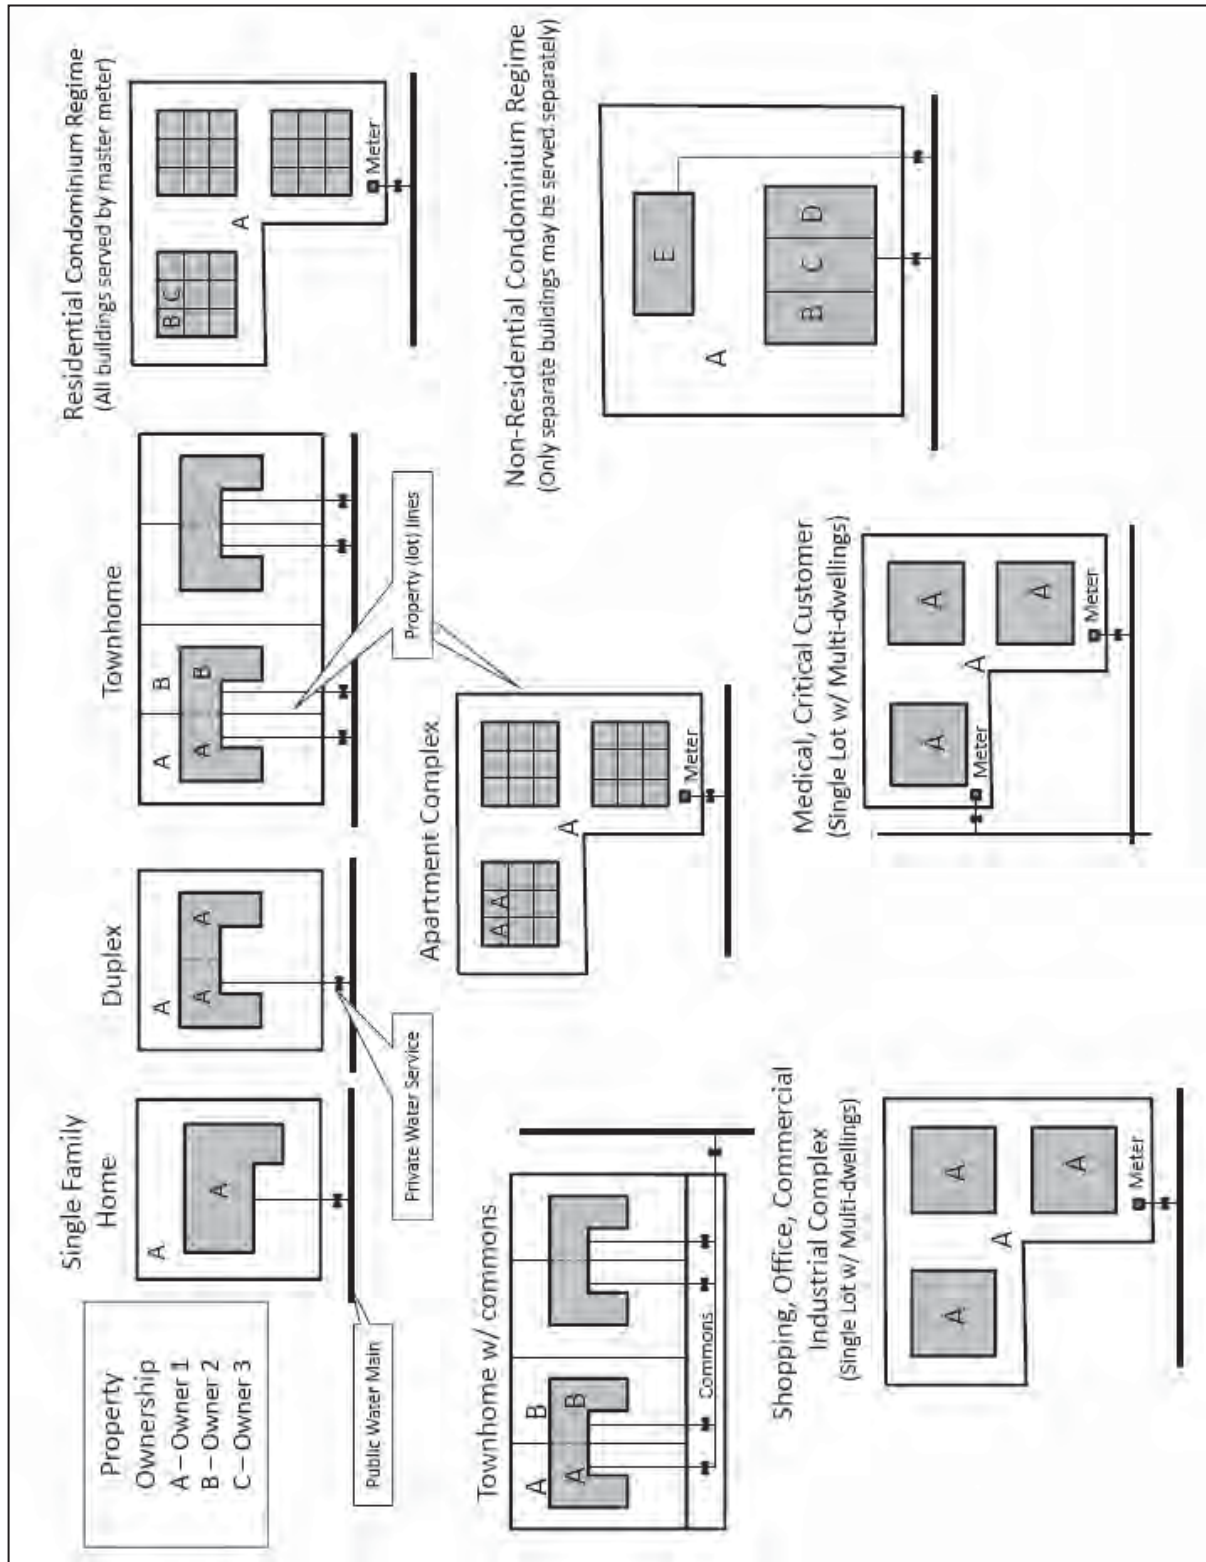 Property
Ownership
A – Owner 1
B – Owner 2
C – Owner 3
Single Family
Home
A
A
Public Water Main
Duplex
A
A
A
Private Water Service
Townhome
A
B
A
B
Property (lot) lines
Residential Condominium Regime
(All buildings served by master meter)
B C
A
Meter
Townhome w/ commons
A
B
A
B
Commons
Apartment Complex
A A
A
Meter
Non-Residential Condominium Regime
(Only separate buildings may be served separately)
E
A
B
C
D
Shopping, Office, Commercial
Industrial Complex
(Single Lot w/ Multi-dwellings)
A
A
A
A
Meter
Medical, Critical Customer
(Single Lot w/ Multi-dwellings)
A
A
A
A
Meter
Meter